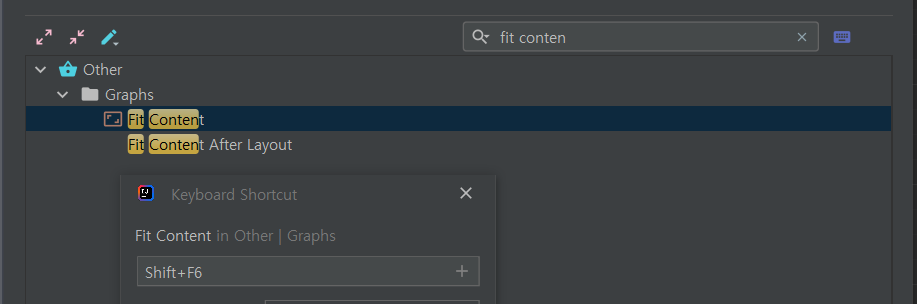 fit conten
Other
Graphs
Fit Content
Fit Content After Layout
Keyboard Shortcut
Fit Content in Other | Graphs
Shift+F6